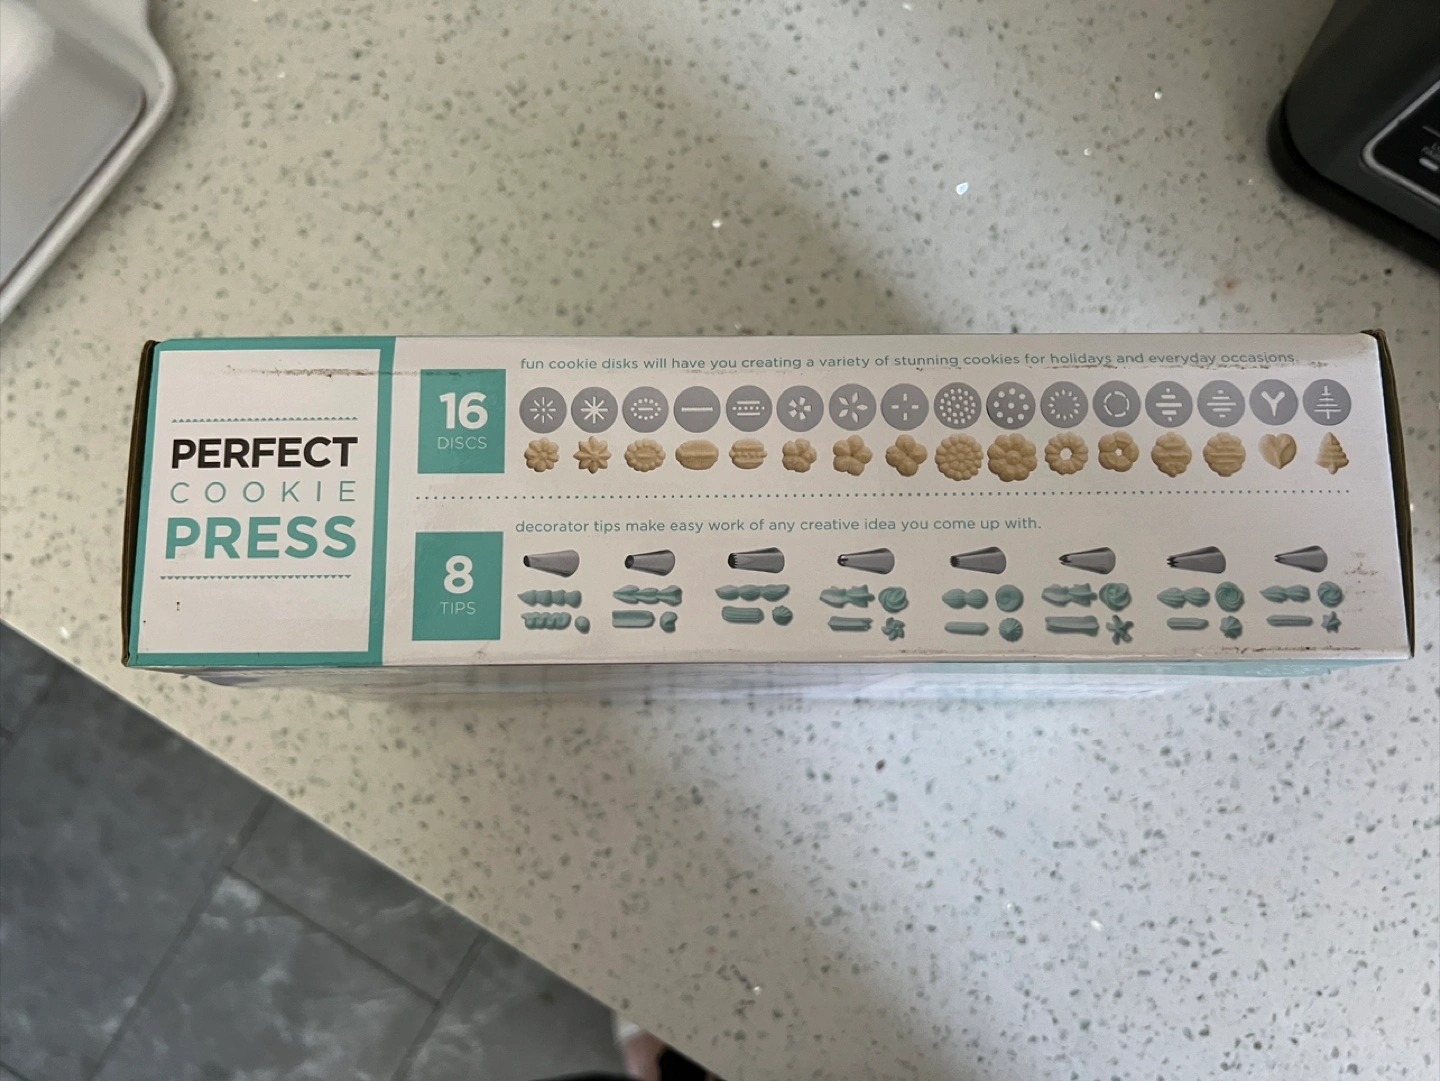 PERFECT
COOKIE
PRESS
16
DISCS
fun cookie disks will have you creating a variety of stunning cookies for holidays and everyday occasions.
8
TIPS
decorator tips make easy work of any creative idea you come up with.